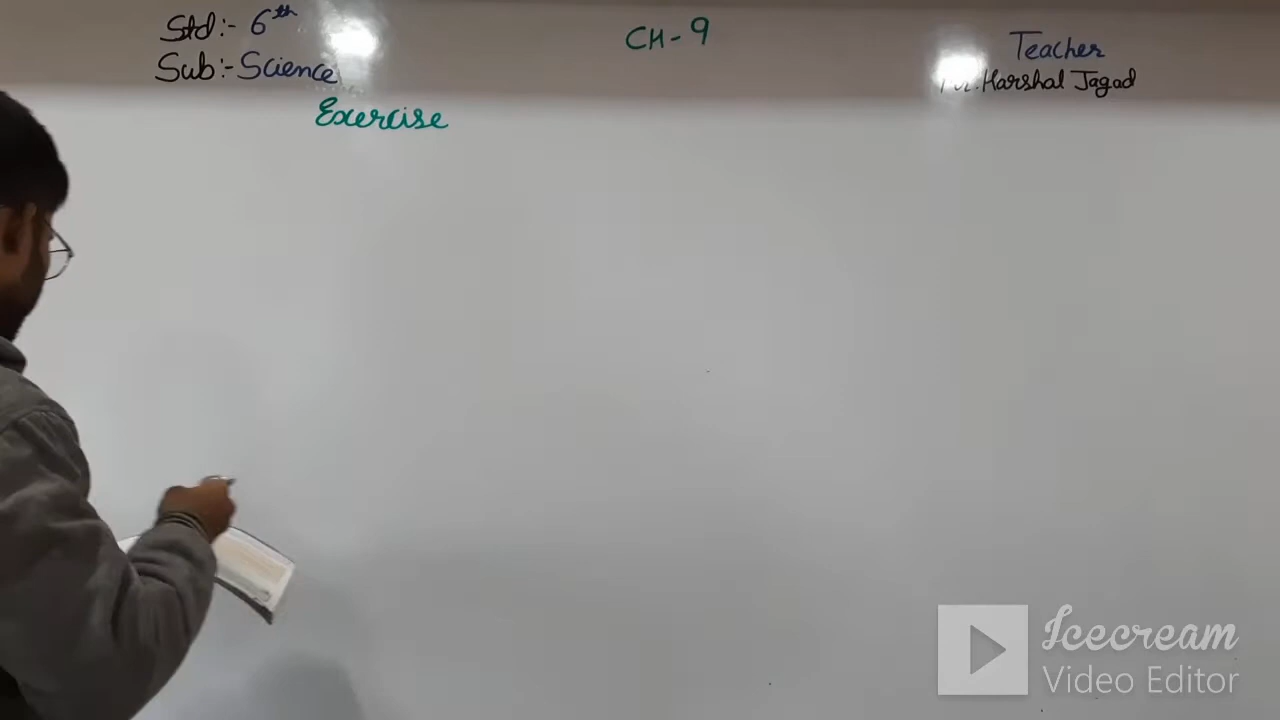 Std:- 6th
Sub:- Science
CH-9
Teacher
Harshal Jagad
Exercise
Icecream
Video Editor